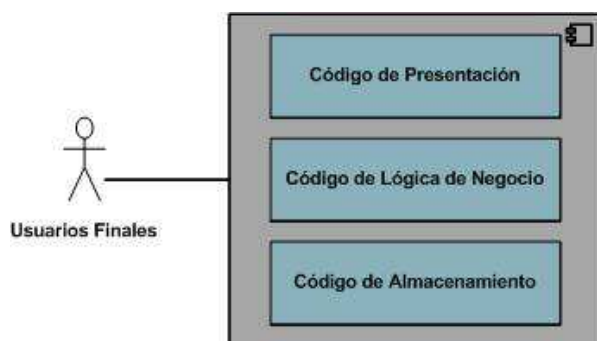 Código de Presentación
Código de Lógica de Negocio
Usuarios Finales
Código de Almacenamiento